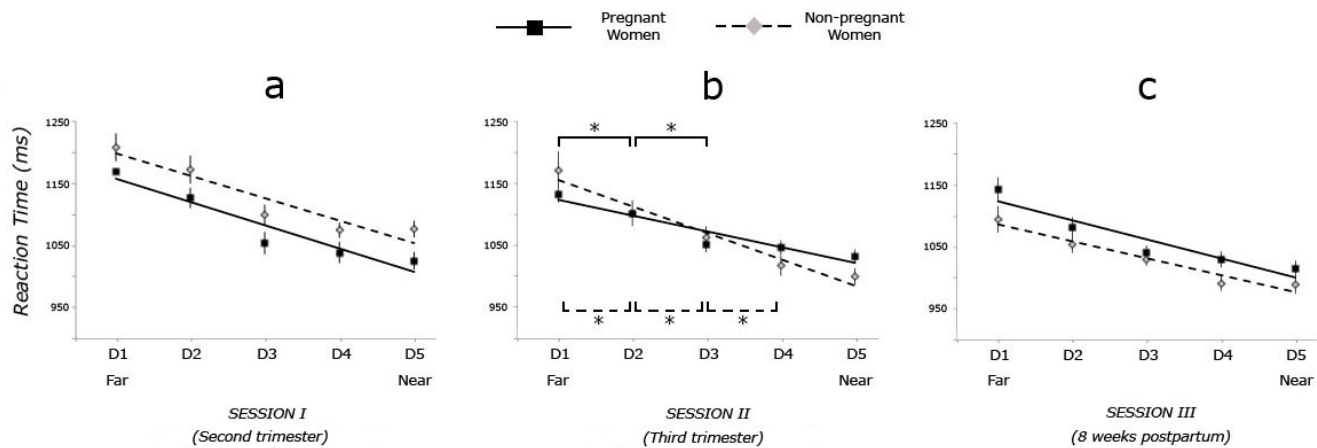 Pregnant Women
Non-pregnant Women
a
b
c
Reaction Time (ms)
1250
1150
1050
950
D1
D2
D3
D4
D5
Far
Near
SESSION I
(Second trimester)
1250
1150
1050
950
*
*
*
*
*
D1
D2
D3
D4
D5
Far
Near
SESSION II
(Third trimester)
1250
1150
1050
950
D1
D2
D3
D4
D5
Far
Near
SESSION III
(8 weeks postpartum)